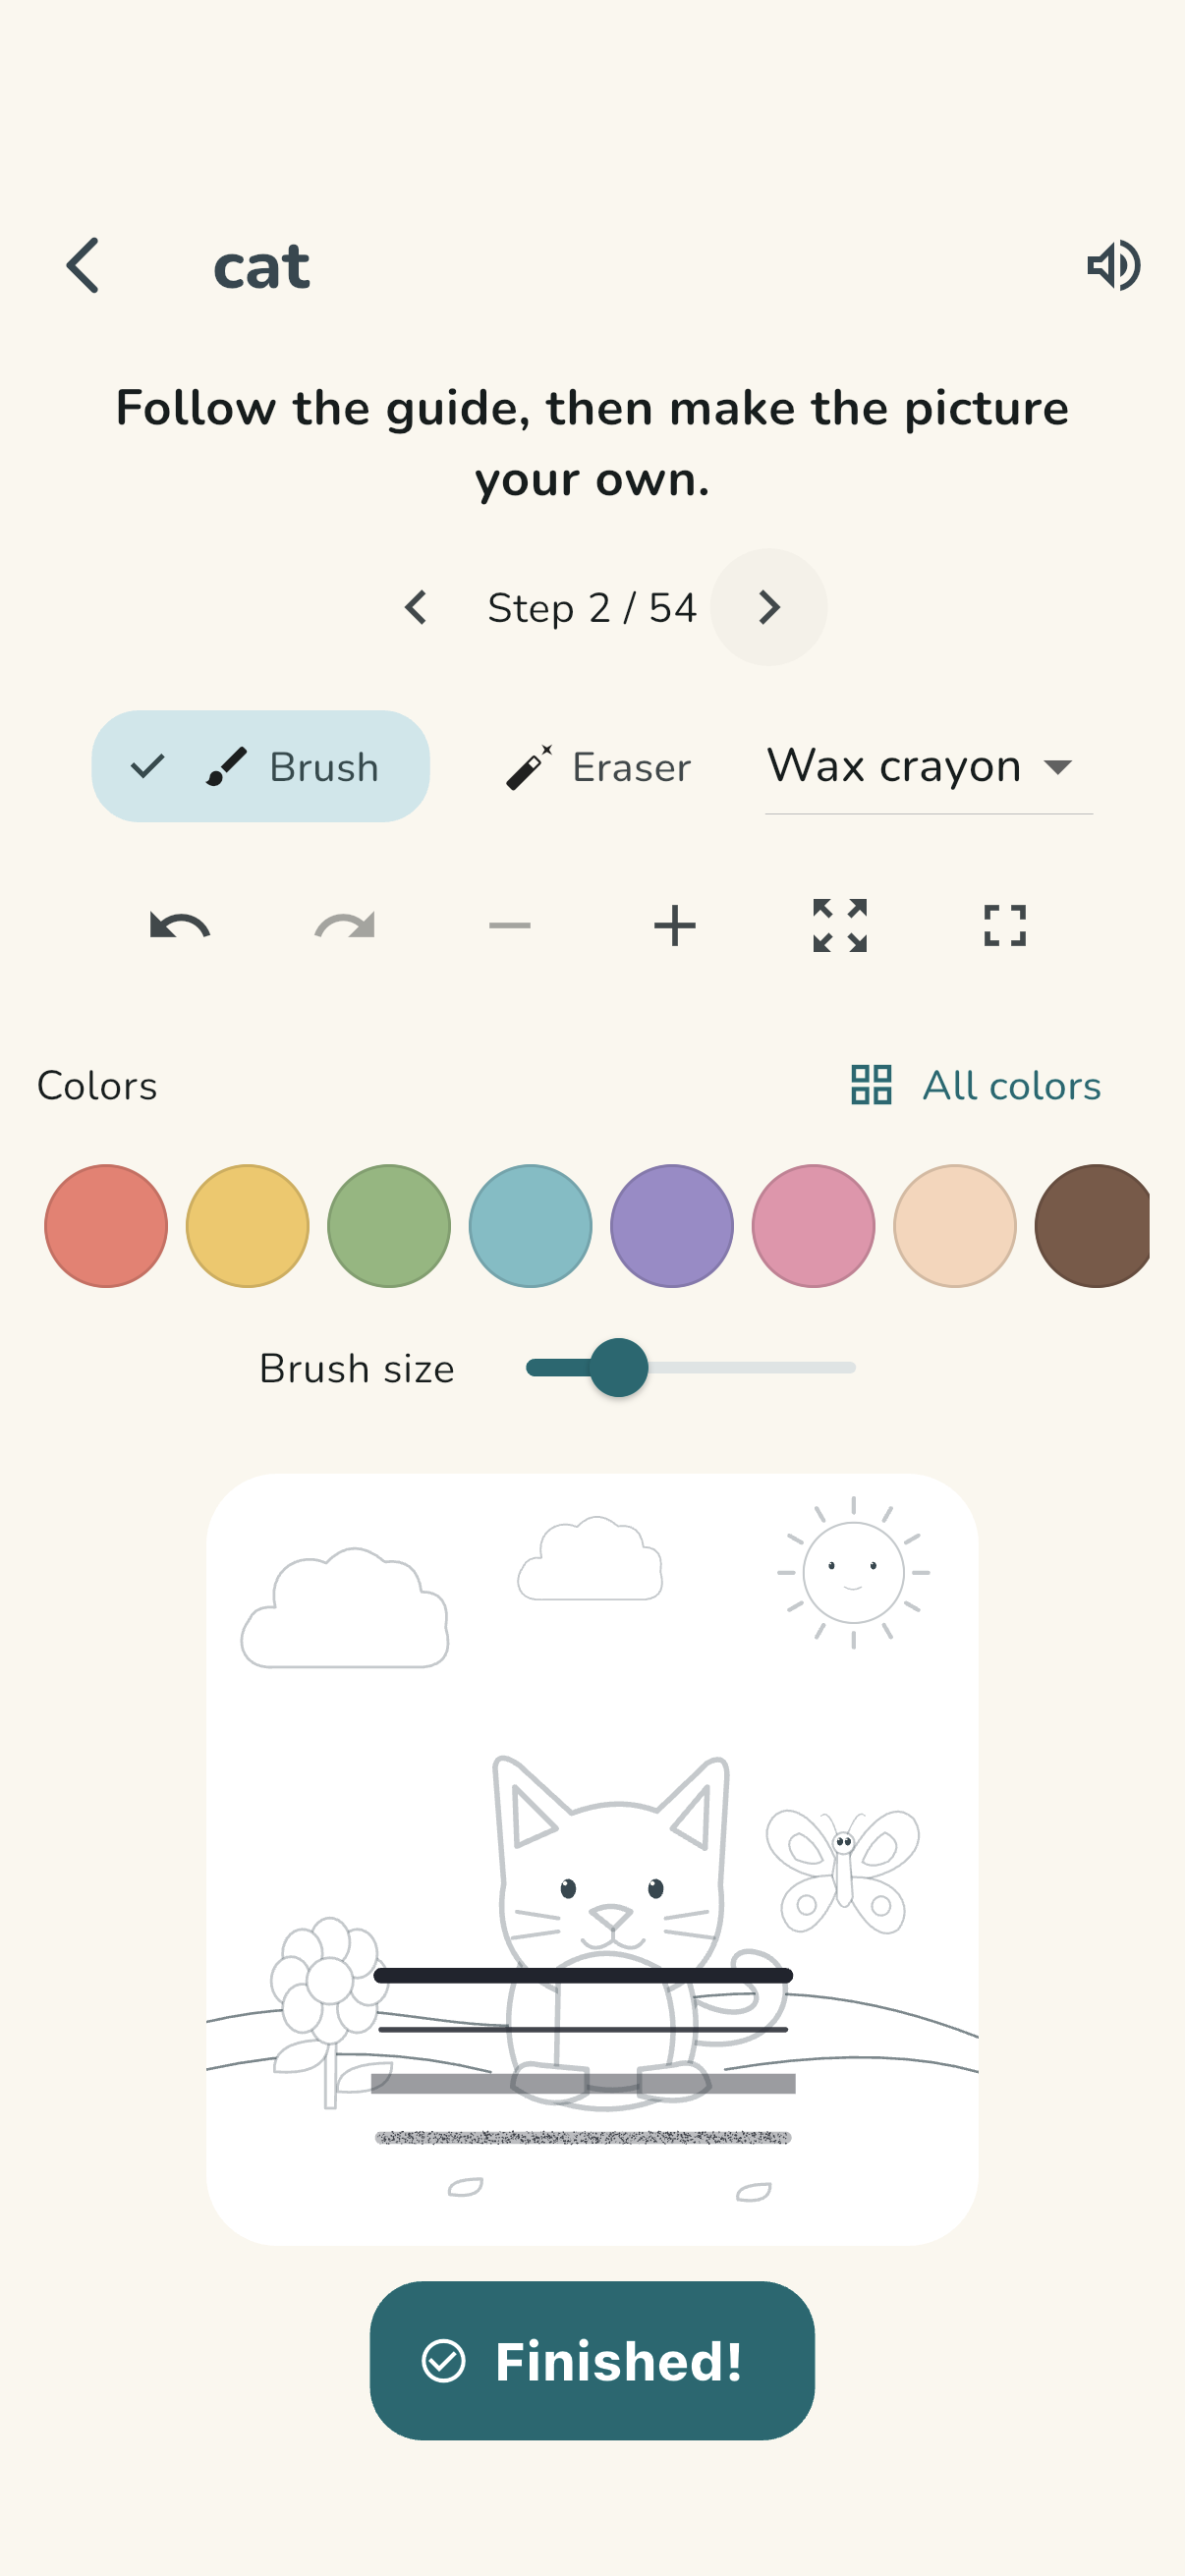 cat
Follow the guide, then make the picture
your own.
Step 2 / 54
Brush
Eraser
Wax crayon
Colors
All colors
Brush size
Finished!